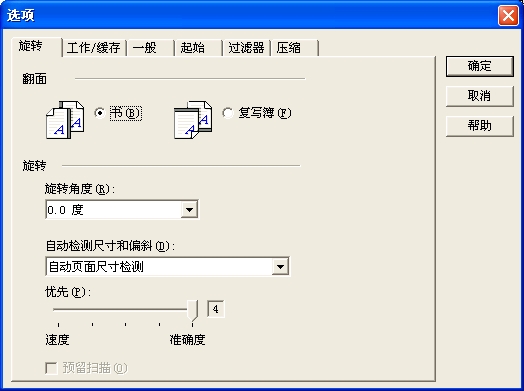 选项
旋转 工作/缓存 一般 起始 过滤器 压缩
确定
取消
帮助
翻面
书(B) 复写簿(F)
旋转
旋转角度(R):
0.0 度
自动检测尺寸和偏斜(D):
自动页面尺寸检测
优先(P):
4
速度 准确度
预留扫描(O)